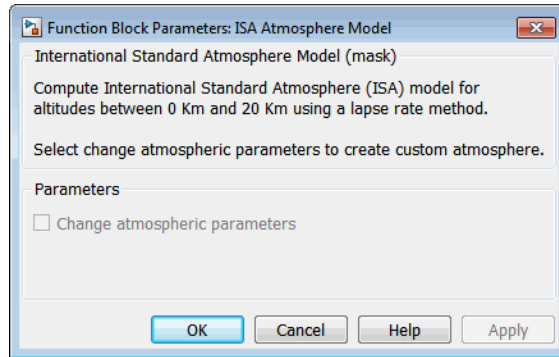 Function Block Parameters: ISA Atmosphere Model
International Standard Atmosphere Model (mask)
Compute International Standard Atmosphere (ISA) model for
altitudes between 0 Km and 20 Km using a lapse rate method.
Select change atmospheric parameters to create custom atmosphere.
Parameters
Change atmospheric parameters
OK Cancel Help Apply